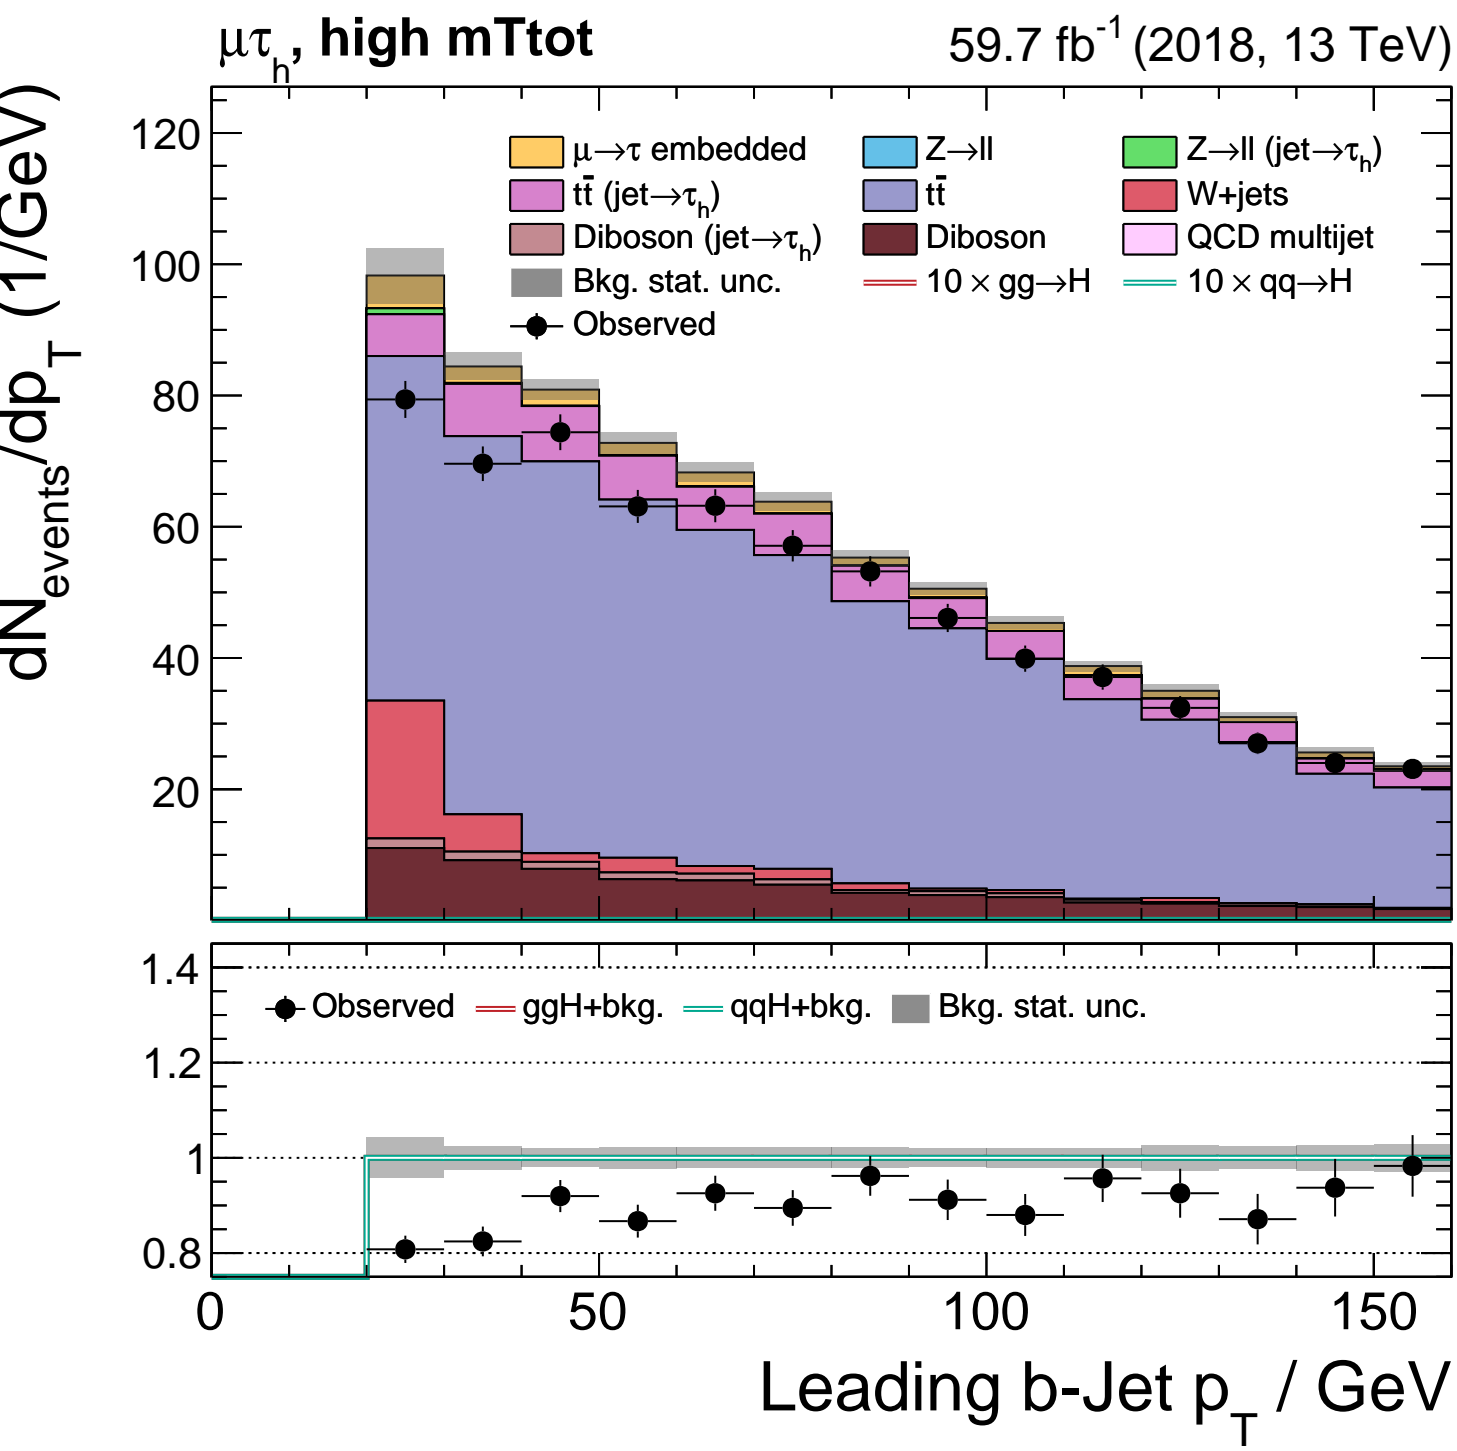 μτh, high mTtot
59.7 fb-1 (2018, 13 TeV)
dNevents/dpT (1/GeV)
120
100
80
60
40
20
μ→τ embedded
Z→ll
Z→ll (jet→τh)
tt̄ (jet→τh)
tt̄
W+jets
Diboson (jet→τh)
Diboson
QCD multijet
Bkg. stat. unc.
10 × gg→H
10 × qq→H
Observed
1.4
1.2
1
0.8
Observed
ggH+bkg.
qqH+bkg.
Bkg. stat. unc.
0
50
100
150
Leading b-Jet pT / GeV